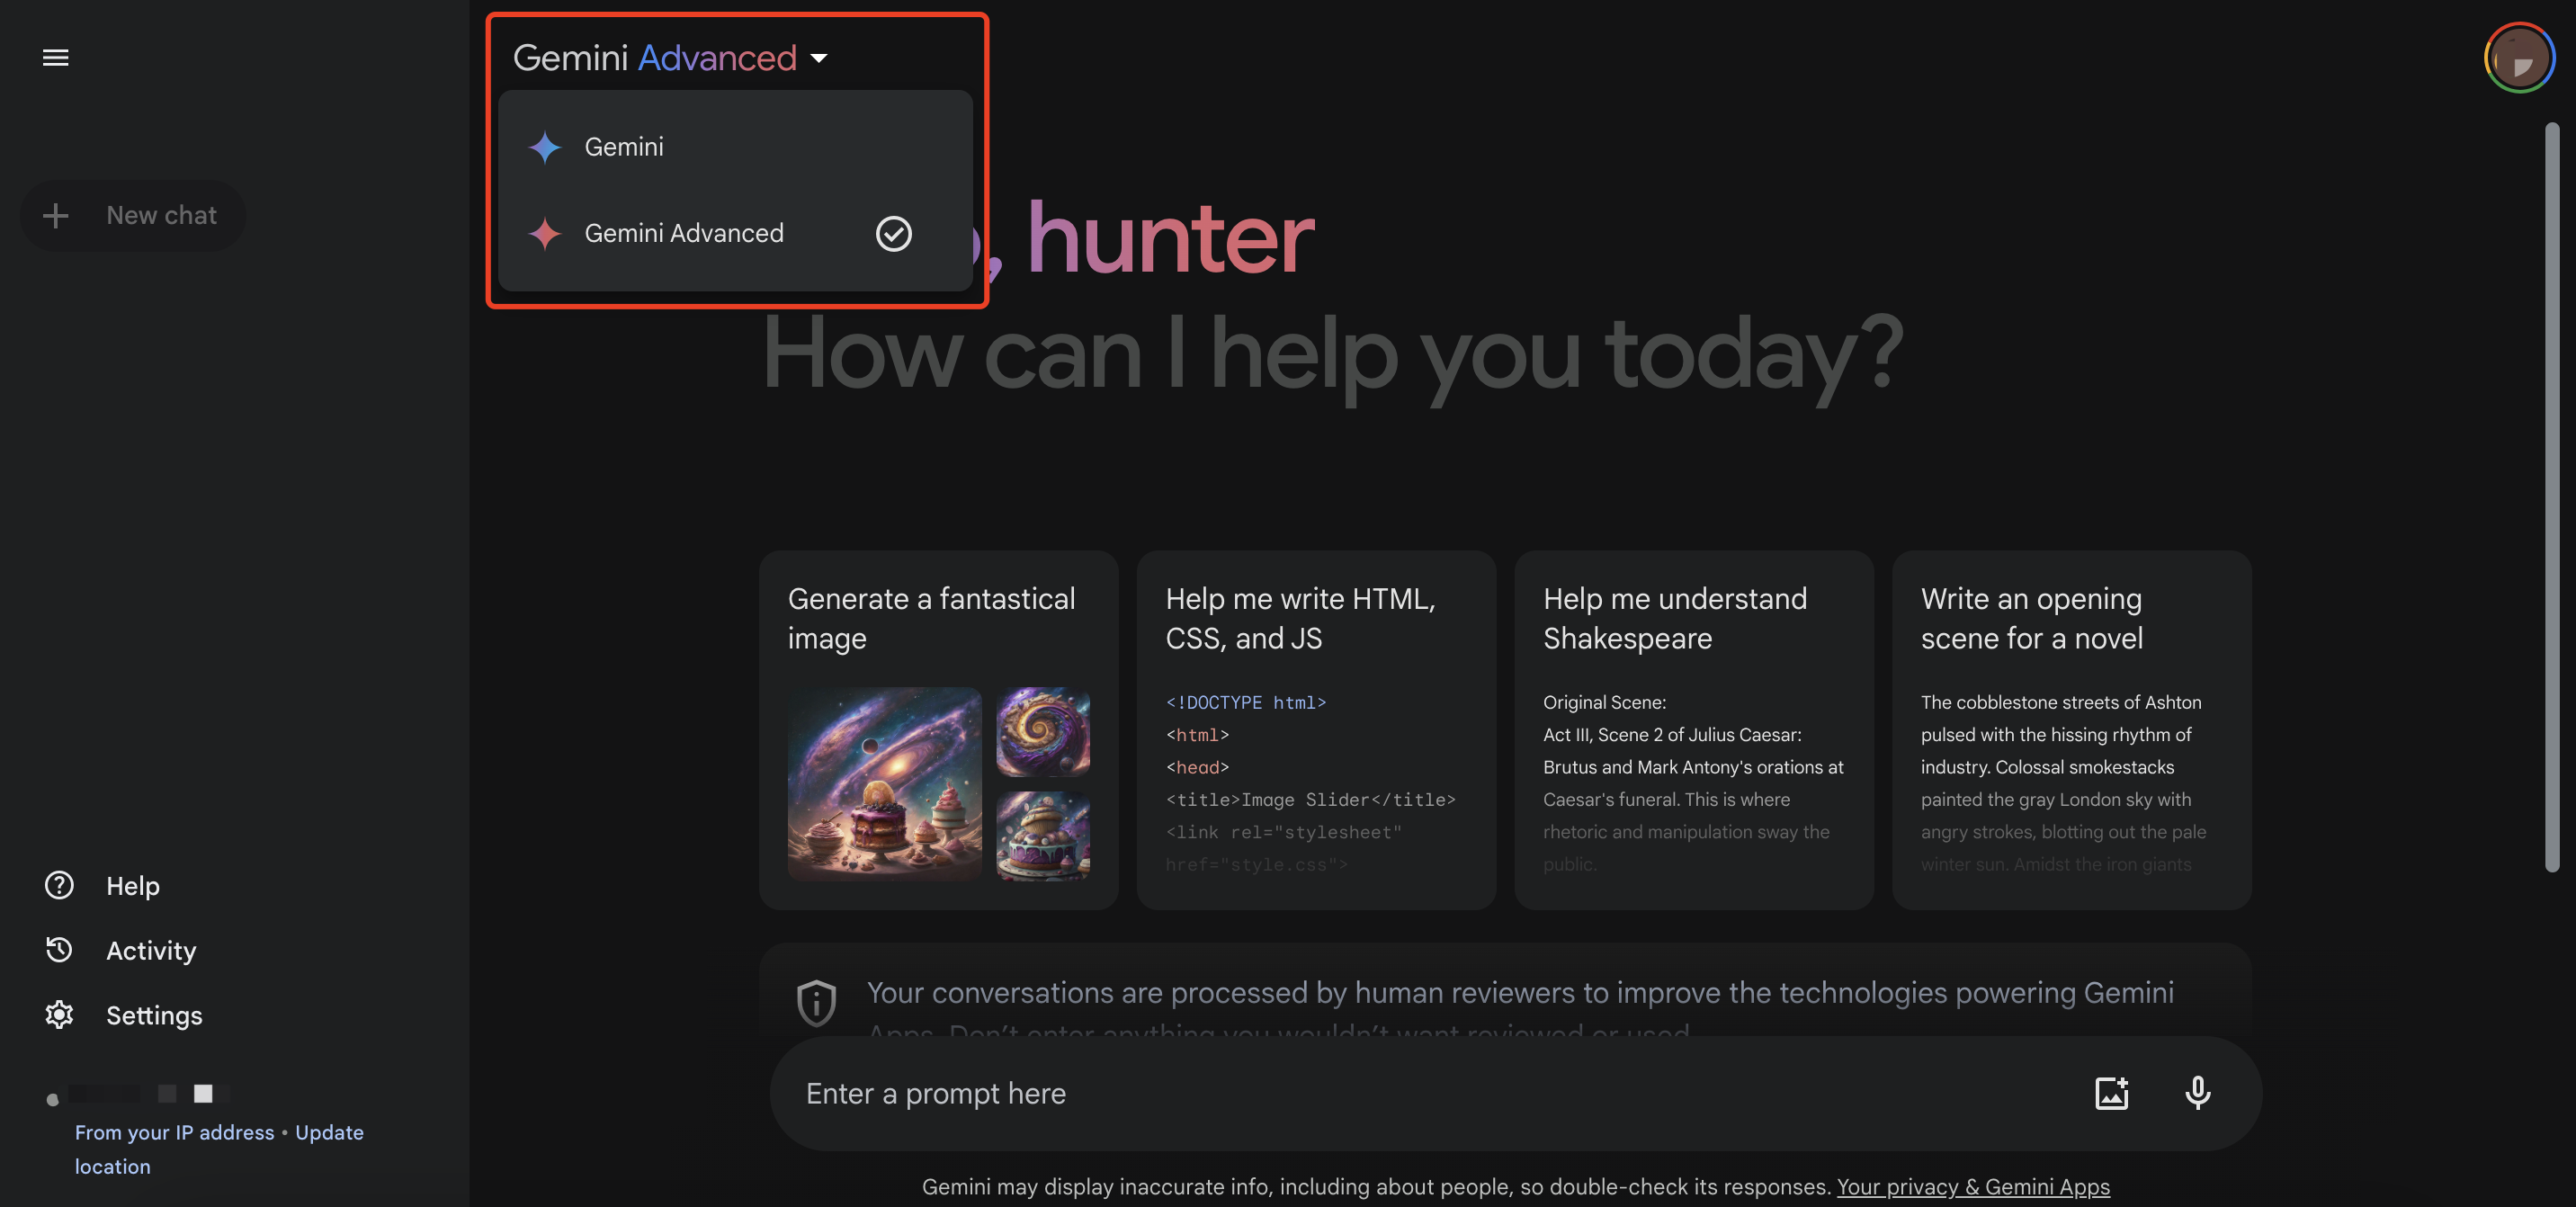 Gemini Advanced
Gemini
Gemini Advanced
New chat
, hunter
How can I help you today?
Generate a fantastical
image
Help me write HTML,
CSS, and JS
<!DOCTYPE html>
<html>
<head>
<title>Image Slider</title>
<link rel="stylesheet"
href="style.css">
Help me understand
Shakespeare
Original Scene:
Act III, Scene 2 of Julius Caesar:
Brutus and Mark Antony's orations at
Caesar's funeral. This is where
rhetoric and manipulation sway the
public.
Write an opening
scene for a novel
The cobblestone streets of Ashton
pulsed with the hissing rhythm of
industry. Colossal smokestacks
painted the gray London sky with
angry strokes, blotting out the pale
winter sun. Amidst the iron giants
Your conversations are processed by human reviewers to improve the technologies powering Gemini
Apps. Don’t enter anything you wouldn’t want reviewed or used.
Help
Activity
Settings
From your IP address • Update
location
Enter a prompt here
Gemini may display inaccurate info, including about people, so double-check its responses. Your privacy & Gemini Apps